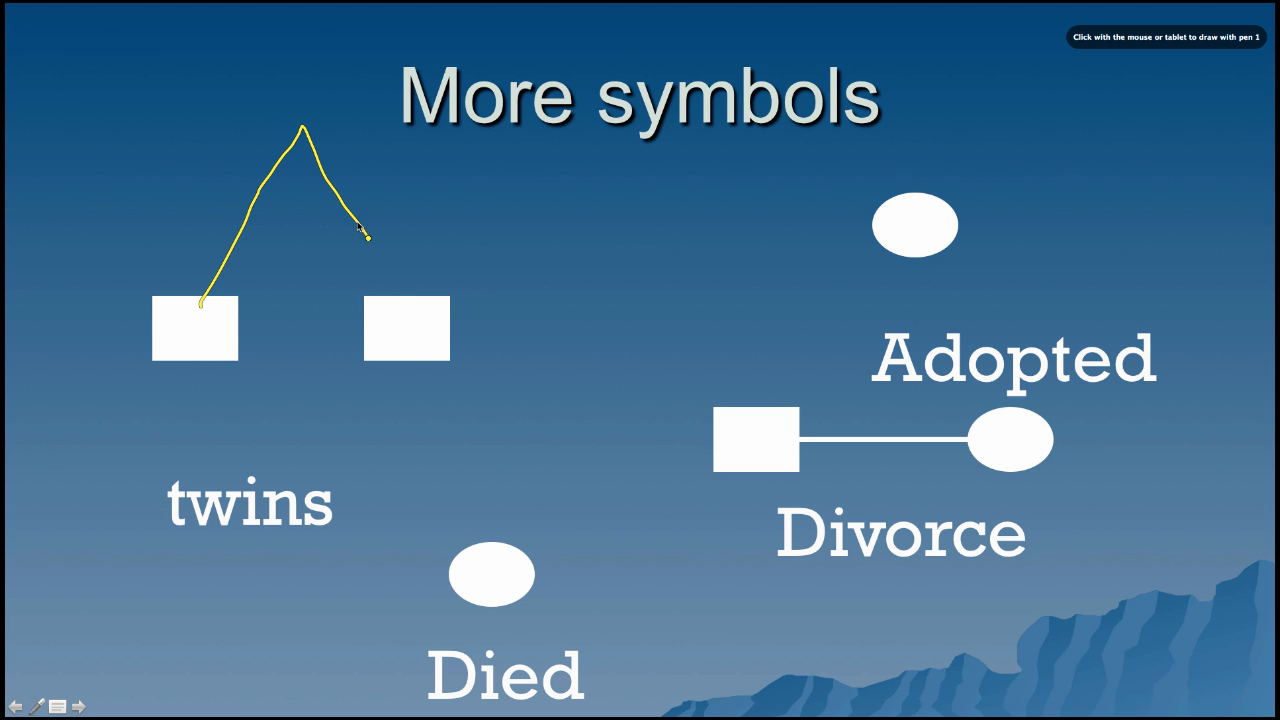 Click with the mouse or tablet to draw with pen 1
More symbols
Adopted
twins
Divorce
Died